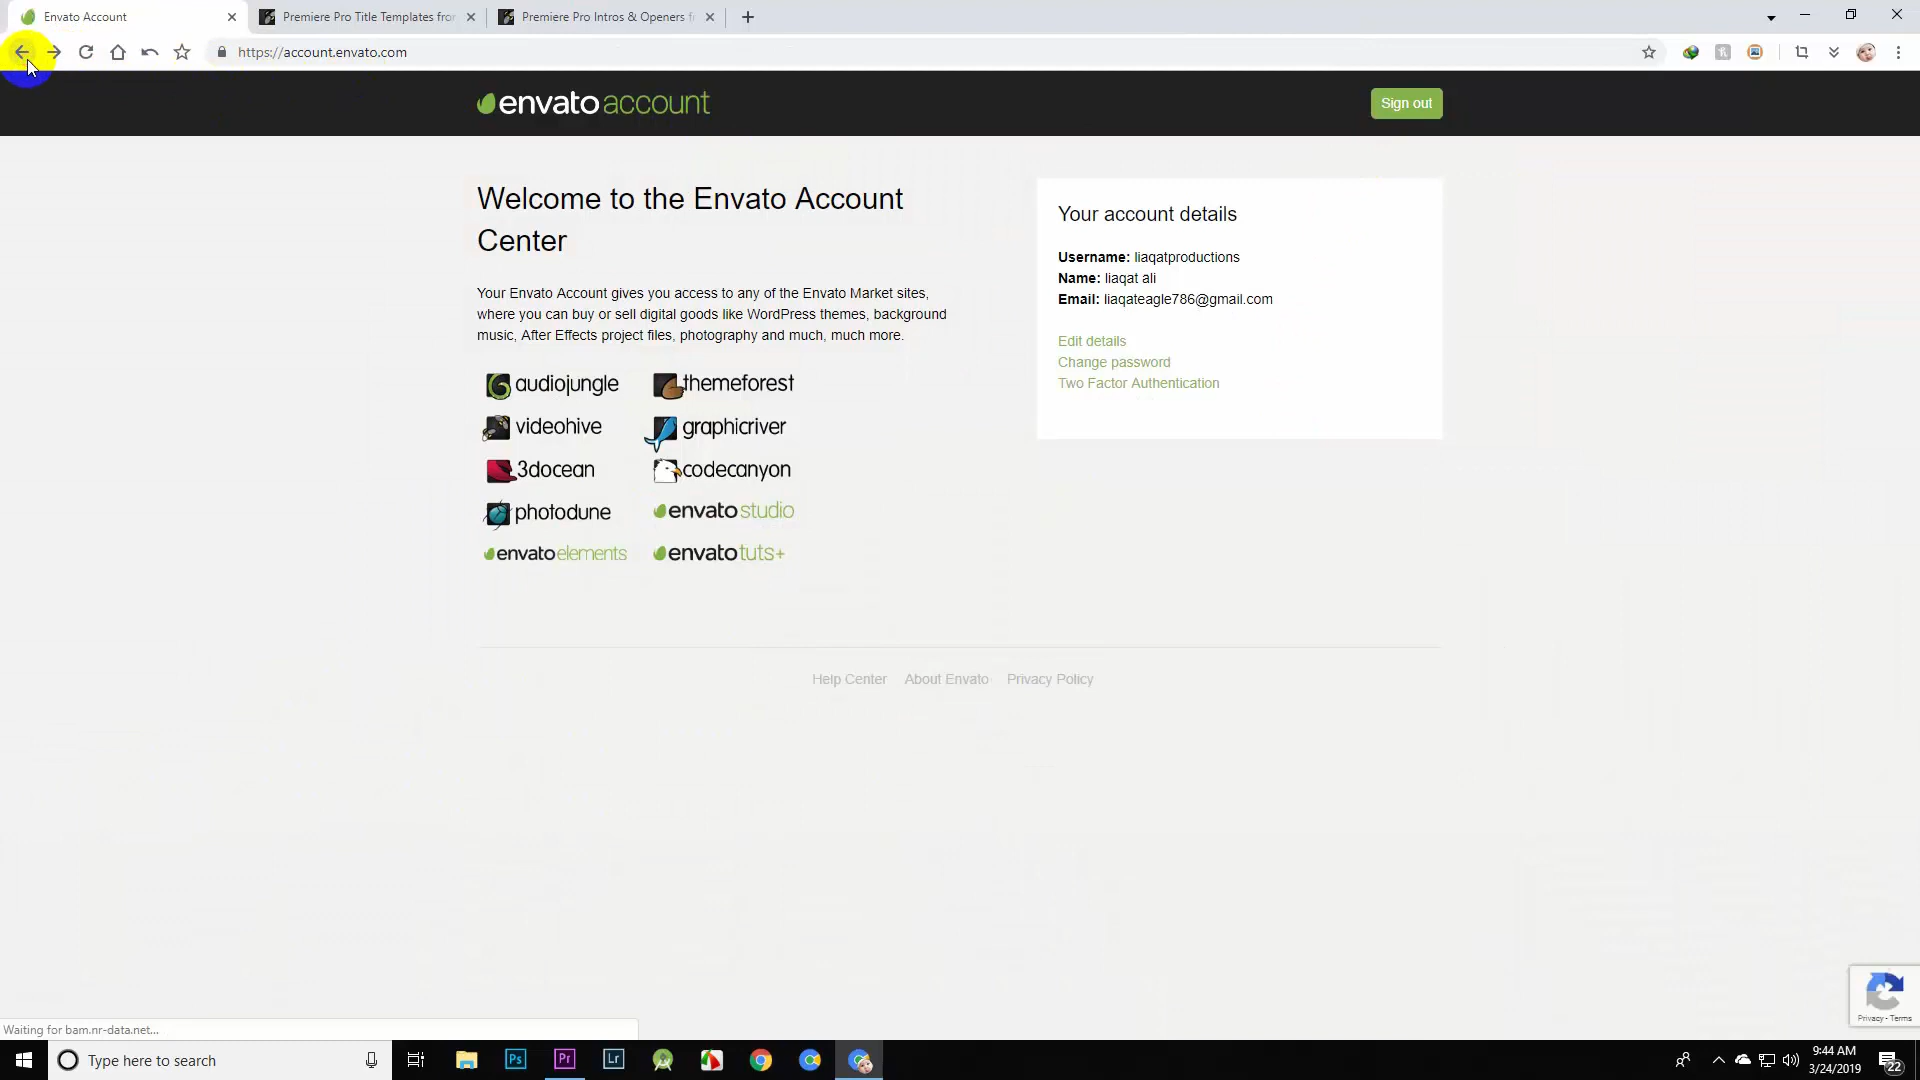 Envato Account
Premiere Pro Title Templates from
Premiere Pro Intros & Openers f
https://account.envato.com
envato account
Sign out
Welcome to the Envato Account
Center
Your Envato Account gives you access to any of the Envato Market sites,
where you can buy or sell digital goods like WordPress themes, background
music, After Effects project files, photography and much, much more.
audiojungle
themeforest
videohive
graphicriver
3docean
codecanyon
photodune
envato studio
envato elements
envato tuts+
Your account details
Username: liaqatproductions
Name: liaqat ali
Email: liaqateagle786@gmail.com
Edit details
Change password
Two Factor Authentication
Help Center
About Envato
Privacy Policy
Privacy - Terms
Waiting for bam.nr-data.net...
Type here to search
Ps
Pr
Lr
9:44 AM
3/24/2019
22